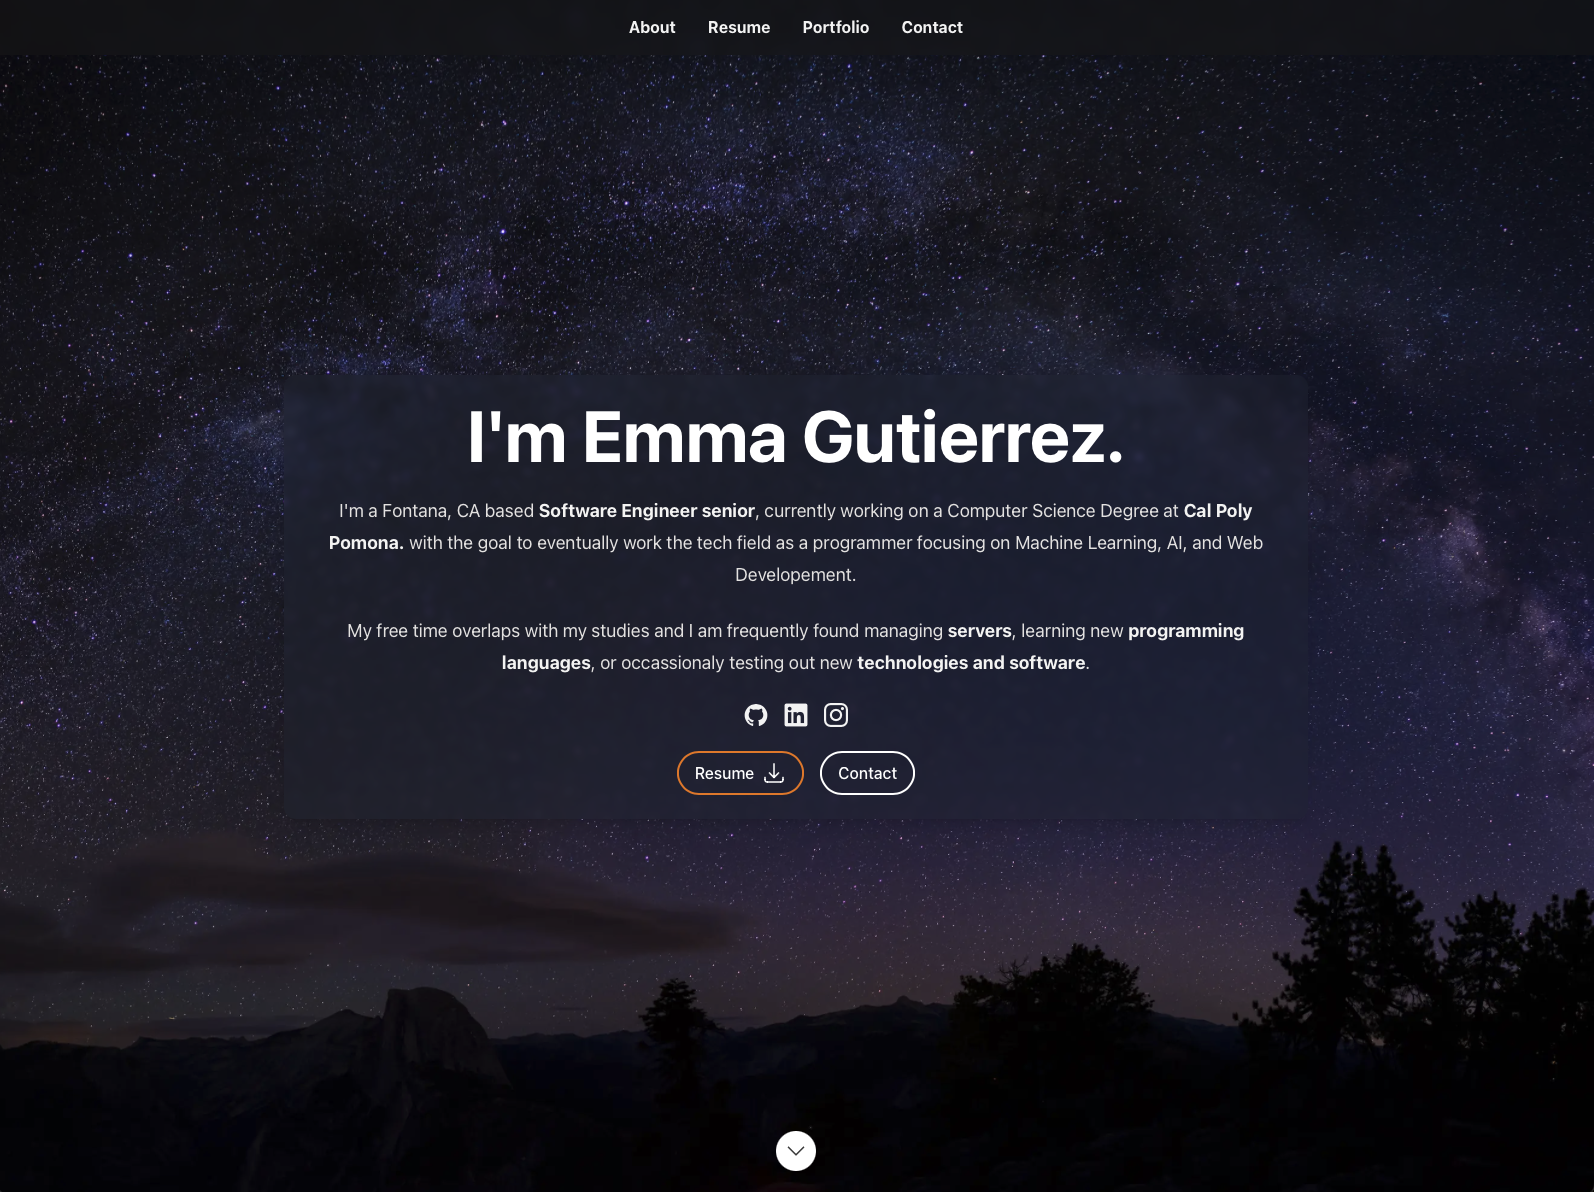 About
Resume
Portfolio
Contact
I'm Emma Gutierrez.
I'm a Fontana, CA based Software Engineer senior, currently working on a Computer Science Degree at Cal Poly
Pomona. with the goal to eventually work the tech field as a programmer focusing on Machine Learning, AI, and Web
Developement.
My free time overlaps with my studies and I am frequently found managing servers, learning new programming
languages, or occassionaly testing out new technologies and software.
Resume
Contact